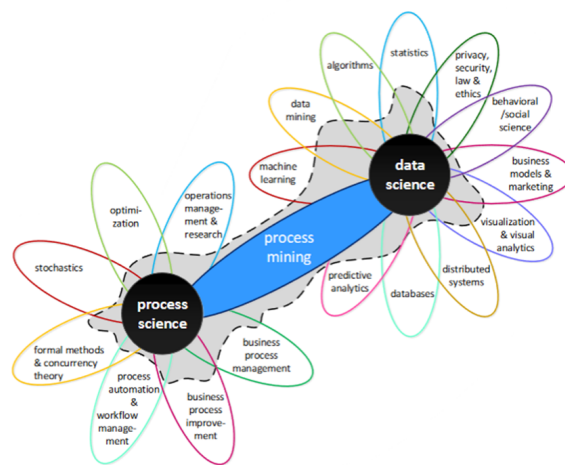 statistics
privacy,
security,
law &
ethics
algorithms
behavioral
/social
science
data
mining
data
science
business
models &
marketing
machine
learning
visualization
& visual
analytics
operations
manage-
ment &
research
process
mining
optimi-
zation
distributed
systems
predictive
analytics
databases
stochastics
process
science
formal methods
& concurrency
theory
business
process
management
process
automation
&
workflow
manage-
ment
business
process
improve-
ment